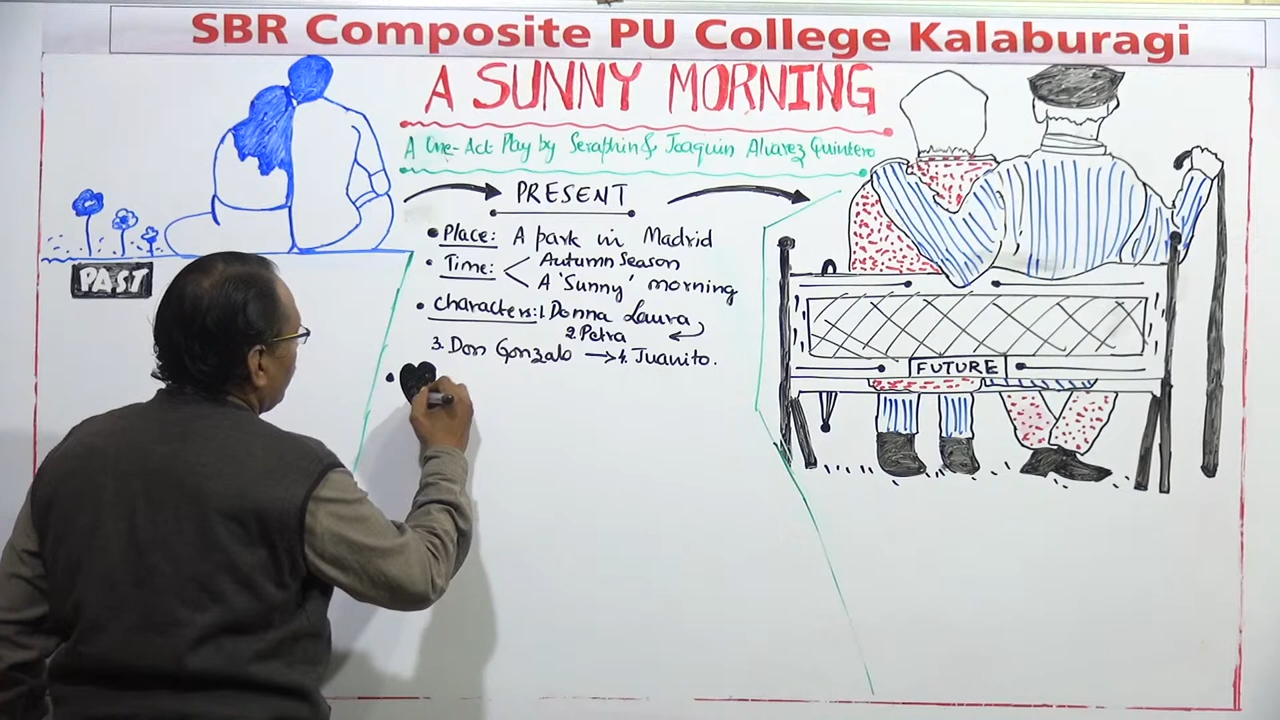 SBR Composite PU College Kalaburagi
A SUNNY MORNING
A One-Act Play by Seraphin & Joaquin Alvarez Quintero
PAST
PRESENT
• Place: A park in Madrid
• Time: Autumn Season
A 'Sunny' morning
• Characters: 1. Donna Laura
2. Petra
3. Don Gonzalo → 4. Juanito.
FUTURE